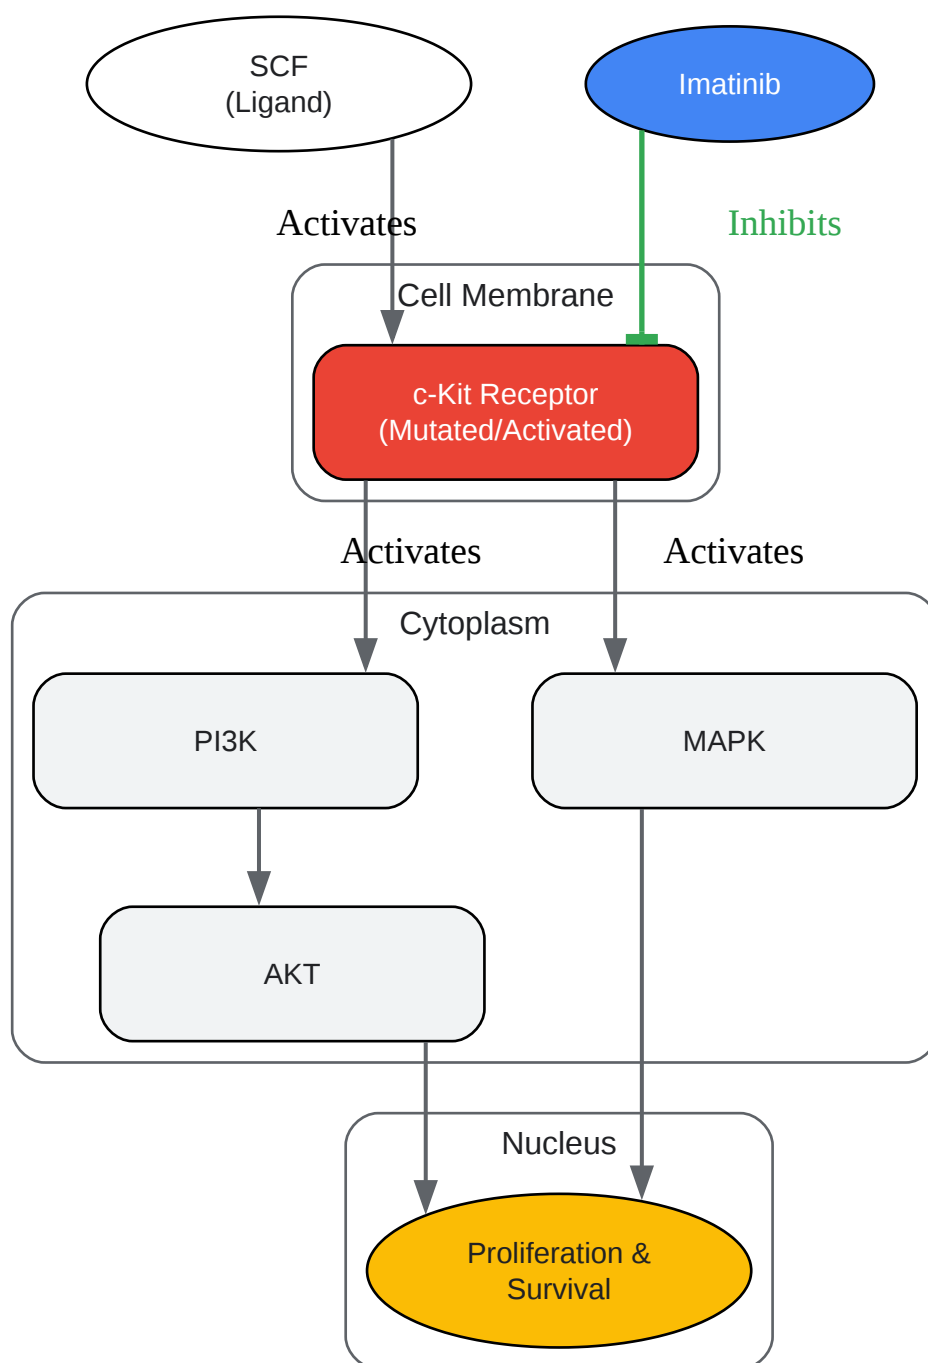 SCF
(Ligand)
Imatinib
Activates
Inhibits
Cell Membrane
c-Kit Receptor
(Mutated/Activated)
Activates
Activates
Cytoplasm
PI3K
MAPK
AKT
Nucleus
Proliferation &
Survival